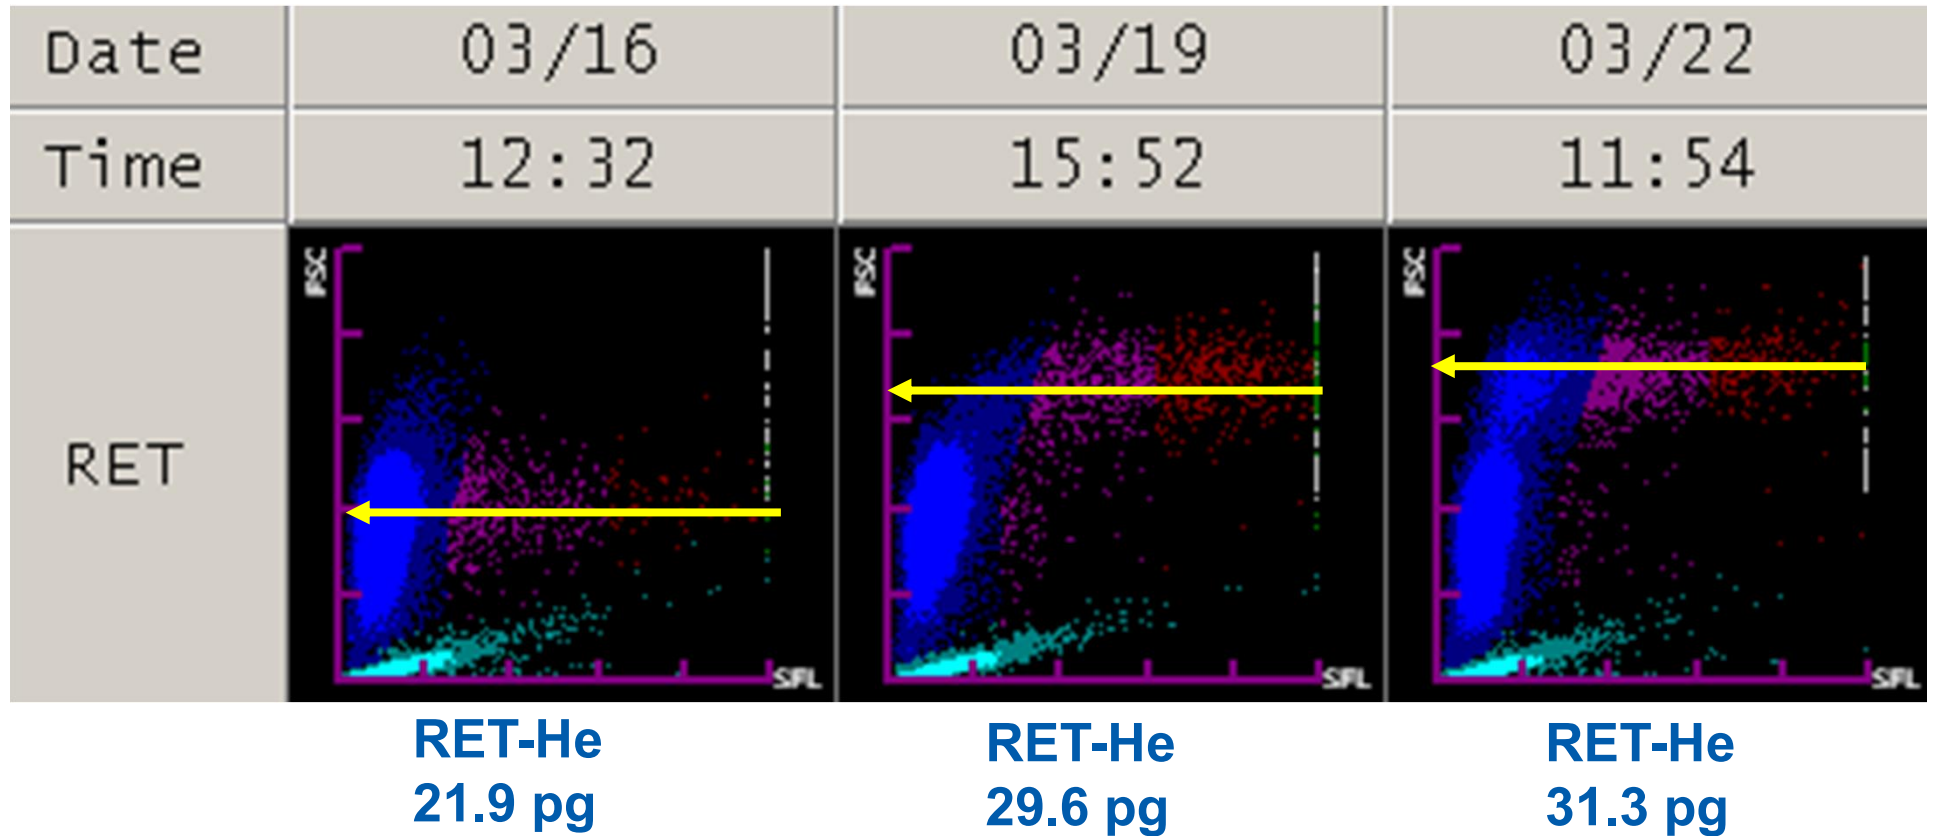 Date 03/16 03/19 03/22
Time 12:32 15:52 11:54
RET
FSC FSC FSC
SFL SFL SFL
RET-He RET-He RET-He
21.9 pg 29.6 pg 31.3 pg